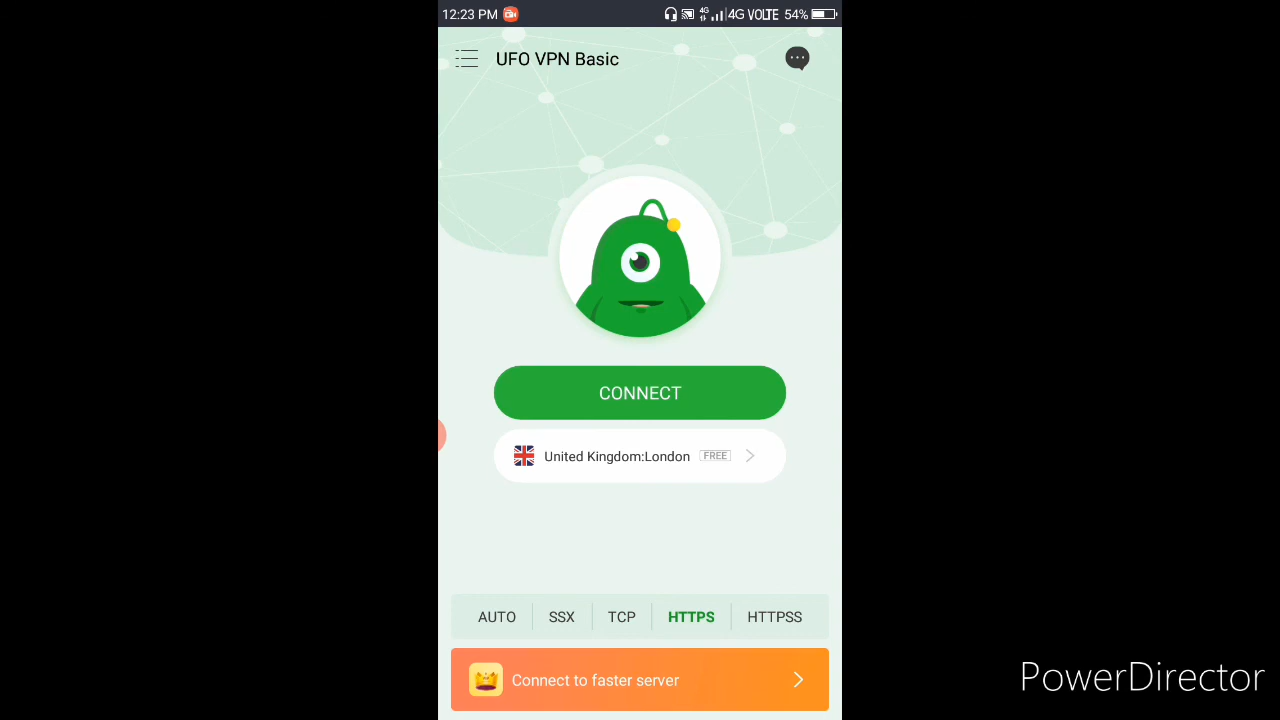 12:23 PM 4G 4G VOLTE 54%
UFO VPN Basic
CONNECT
United Kingdom:London FREE
AUTO SSX TCP HTTPS HTTPSS
Connect to faster server
PowerDirector